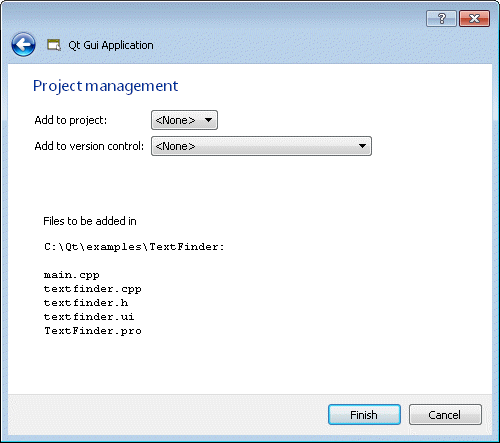 Qt Gui Application
Project management
Add to project: <None>
Add to version control: <None>
Files to be added in
C:\Qt\examples\TextFinder:
main.cpp
textfinder.cpp
textfinder.h
textfinder.ui
TextFinder.pro
Finish Cancel